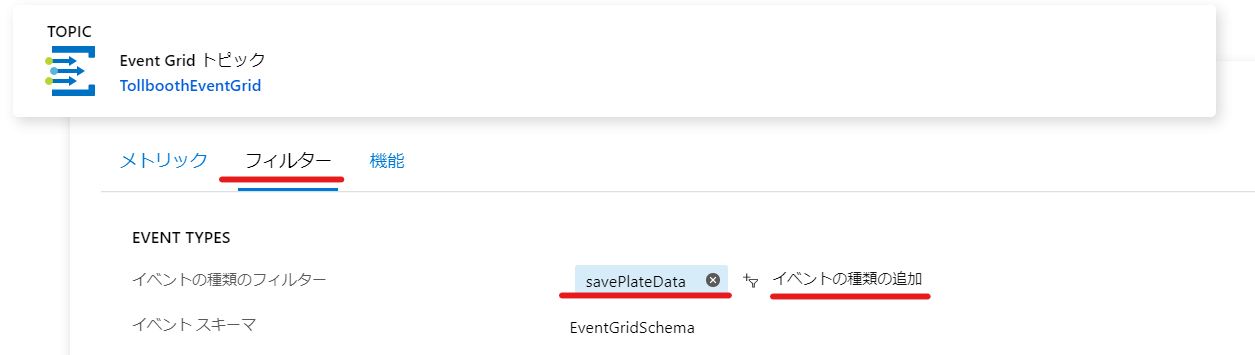 TOPIC
Event Grid トピック
TollboothEventGrid
メトリック フィルター 機能
EVENT TYPES
イベントの種類のフィルター savePlateData イベントの種類の追加
イベント スキーマ EventGridSchema